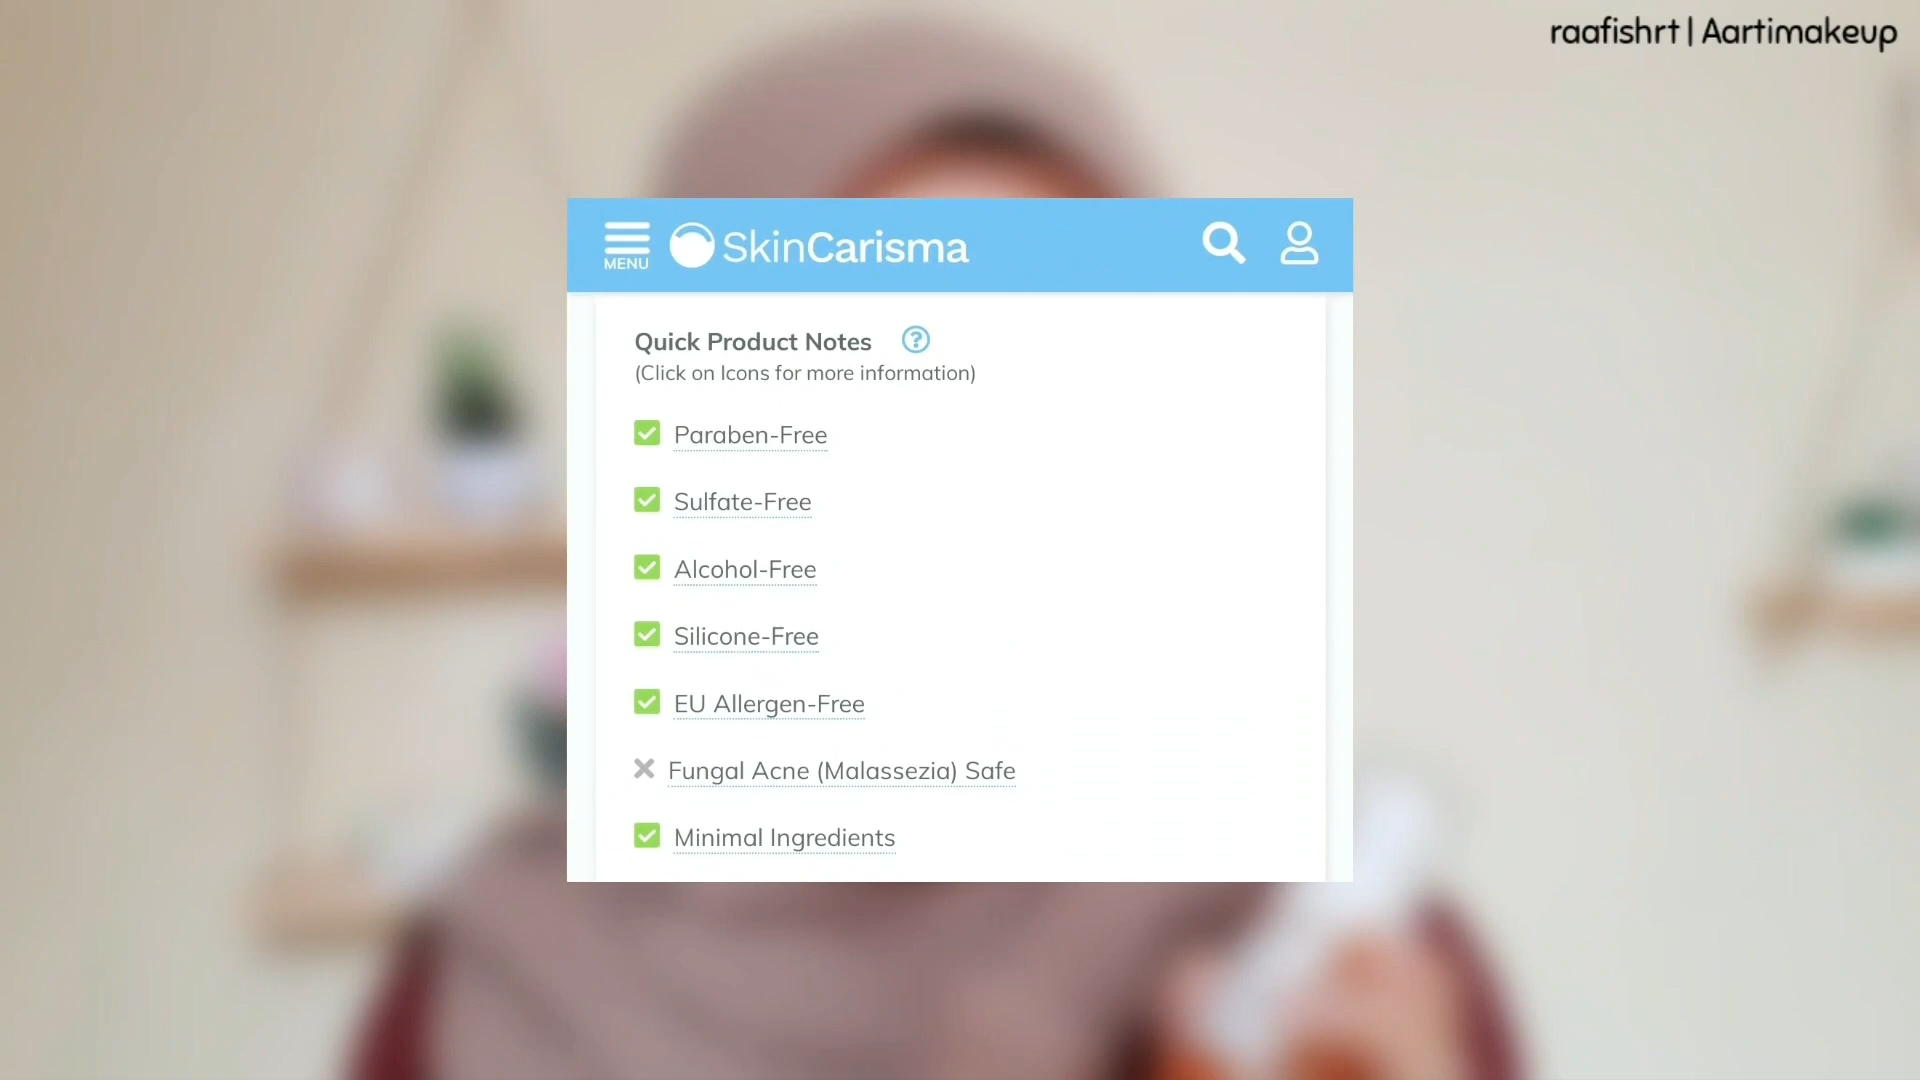 raafishrt | Aartimakeup
MENU
SkinCarisma
Quick Product Notes ?
(Click on Icons for more information)
Paraben-Free
Sulfate-Free
Alcohol-Free
Silicone-Free
EU Allergen-Free
Fungal Acne (Malassezia) Safe
Minimal Ingredients